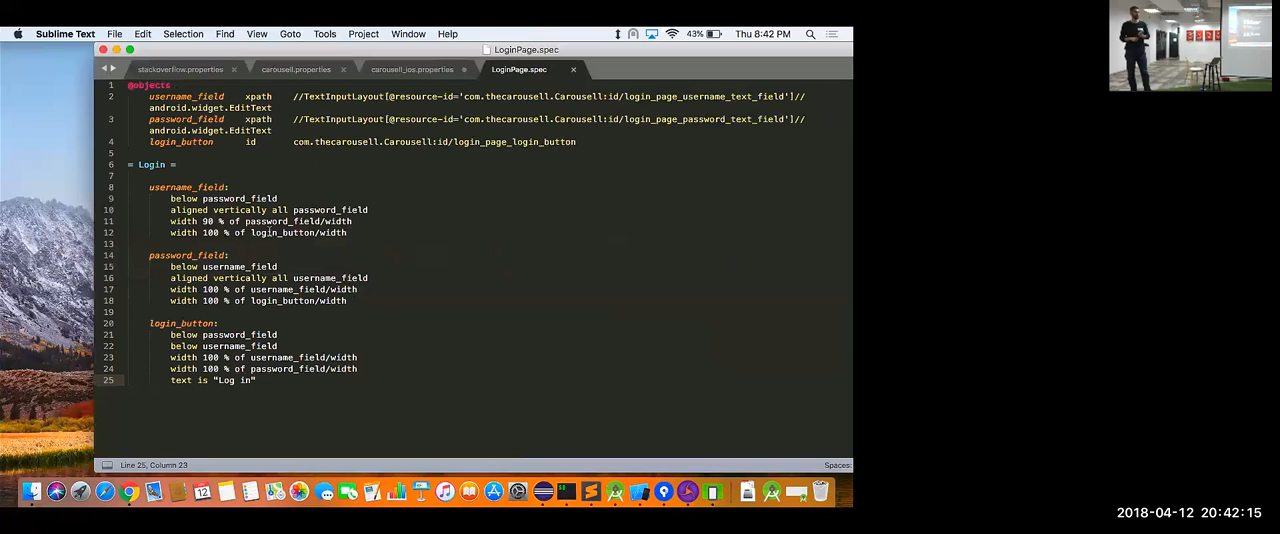 Sublime Text File Edit Selection Find View Goto Tools Project Window Help 43% Thu 8:42 PM
LoginPage.spec
stackoverflow.properties carousell.properties carousell_ios.properties LoginPage.spec
1 @objects
2 username_field xpath //TextInputLayout[@resource-id='com.thecarousell.Carousell:id/login_page_username_text_field']//
android.widget.EditText
3 password_field xpath //TextInputLayout[@resource-id='com.thecarousell.Carousell:id/login_page_password_text_field']//
android.widget.EditText
4 login_button id com.thecarousell.Carousell:id/login_page_login_button
5
6 = Login =
7
8 username_field:
9 below password_field
10 aligned vertically all password_field
11 width 90 % of password_field/width
12 width 100 % of login_button/width
13
14 password_field:
15 below username_field
16 aligned vertically all username_field
17 width 100 % of username_field/width
18 width 100 % of login_button/width
19
20 login_button:
21 below password_field
22 below username_field
23 width 100 % of username_field/width
24 width 100 % of password_field/width
25 text is "Log in"
Line 25, Column 23 Spaces:
12
2018-04-12 20:42:15